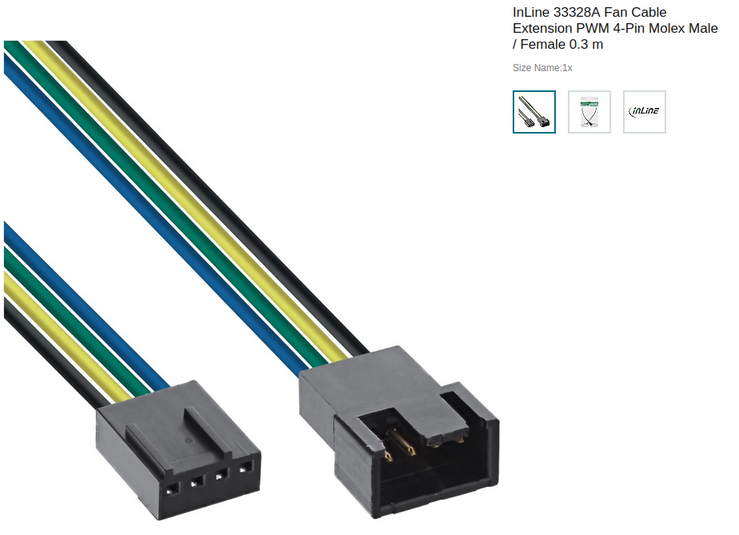 InLine 33328A Fan Cable
Extension PWM 4-Pin Molex Male
/ Female 0.3 m
Size Name:1x
InLine